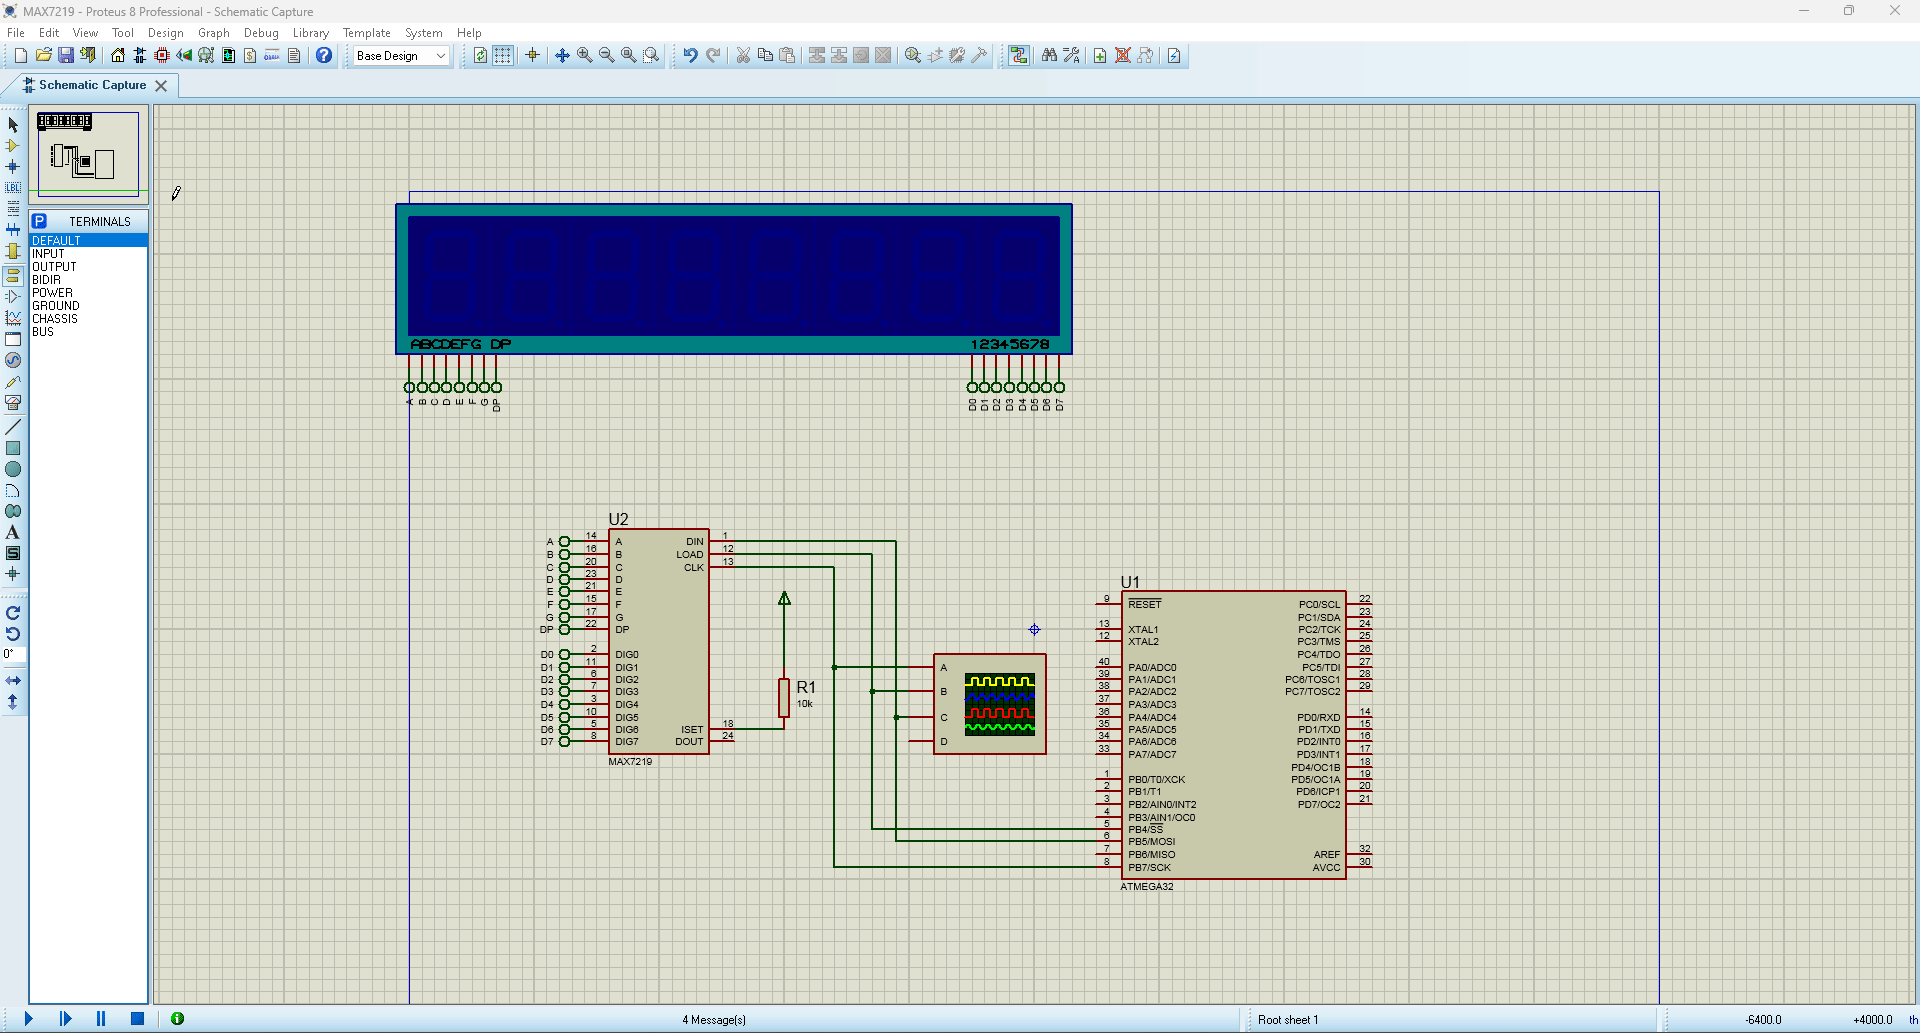 MAX7219 - Proteus 8 Professional - Schematic Capture
File Edit View Tool Design Graph Debug Library Template System Help
Base Design
Schematic Capture
LBL
P TERMINALS
DEFAULT
INPUT
OUTPUT
BIDIR
POWER
GROUND
CHASSIS
BUS
A
S
0°
ABCDEFG DP
12345678
A B C D E F G DP
D0 D1 D2 D3 D4 D5 D6 D7
U2
A 14 A DIN 1
B 16 B LOAD 12
C 20 C CLK 13
D 23 D
E 21 E
F 15 F
G 17 G
DP 22 DP
D0 2 DIG0
D1 11 DIG1
D2 6 DIG2
D3 7 DIG3
D4 3 DIG4
D5 10 DIG5
D6 5 DIG6 ISET 18
D7 8 DIG7 DOUT 24
MAX7219
R1
10k
A
B
C
D
U1
9 RESET PC0/SCL 22
PC1/SDA 23
13 XTAL1 PC2/TCK 24
12 XTAL2 PC3/TMS 25
PC4/TDO 26
40 PA0/ADC0 PC5/TDI 27
39 PA1/ADC1 PC6/TOSC1 28
38 PA2/ADC2 PC7/TOSC2 29
37 PA3/ADC3
36 PA4/ADC4 PD0/RXD 14
35 PA5/ADC5 PD1/TXD 15
34 PA6/ADC6 PD2/INT0 16
33 PA7/ADC7 PD3/INT1 17
PD4/OC1B 18
1 PB0/T0/XCK PD5/OC1A 19
2 PB1/T1 PD6/ICP1 20
3 PB2/AIN0/INT2 PD7/OC2 21
4 PB3/AIN1/OC0
5 PB4/SS
6 PB5/MOSI
7 PB6/MISO AREF 32
8 PB7/SCK AVCC 30
ATMEGA32
4 Message(s)
Root sheet 1
-6400.0 +4000.0 th